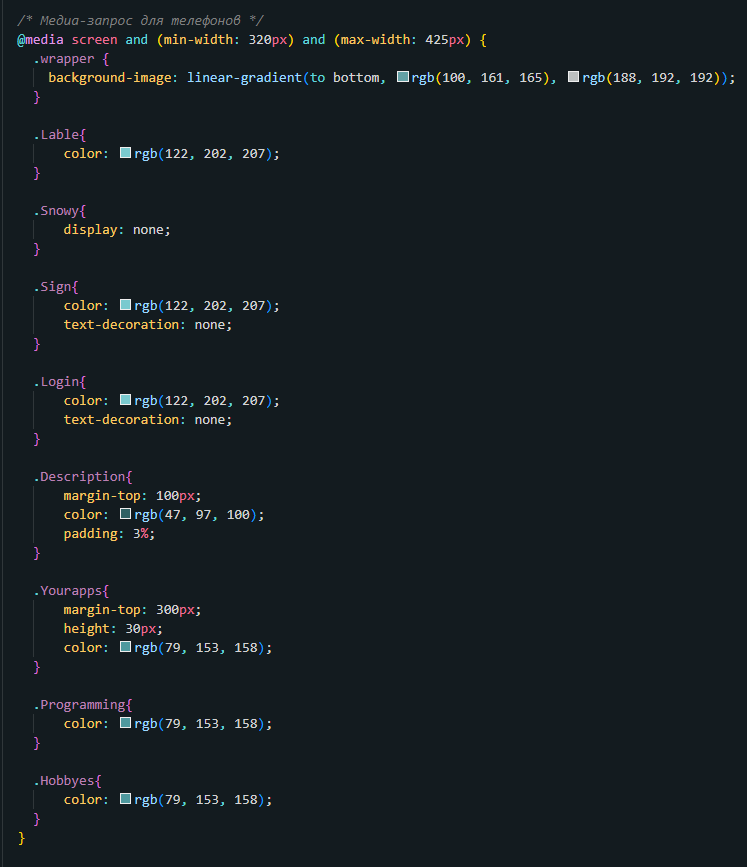 /* Медиа-запрос для телефонов */
@media screen and (min-width: 320px) and (max-width: 425px) {
.wrapper {
background-image: linear-gradient(to bottom, rgb(100, 161, 165), rgb(188, 192, 192));
}
.Lable{
color: rgb(122, 202, 207);
}
.Snowy{
display: none;
}
.Sign{
color: rgb(122, 202, 207);
text-decoration: none;
}
.Login{
color: rgb(122, 202, 207);
text-decoration: none;
}
.Description{
margin-top: 100px;
color: rgb(47, 97, 100);
padding: 3%;
}
.Yourapps{
margin-top: 300px;
height: 30px;
color: rgb(79, 153, 158);
}
.Programming{
color: rgb(79, 153, 158);
}
.Hobbyes{
color: rgb(79, 153, 158);
}
}